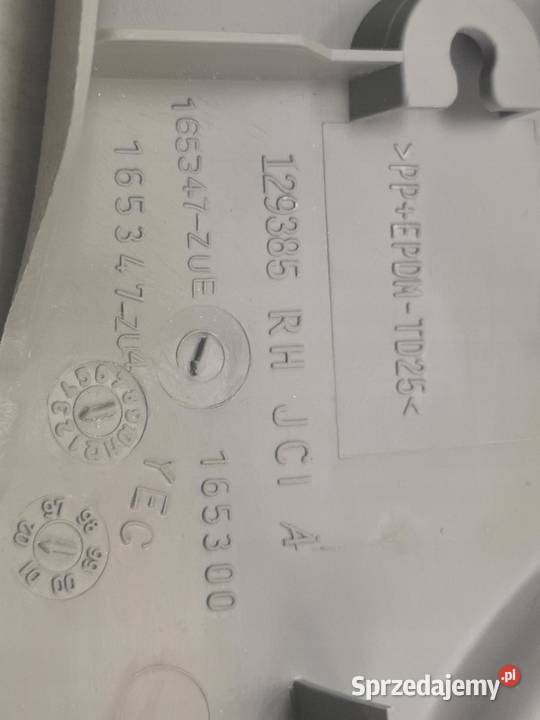 >PP+EPDM-TD25<
129385 RH JCI A
165347-ZUE
165300
165347-ZU4
YEC
Sprzedajemy.pl